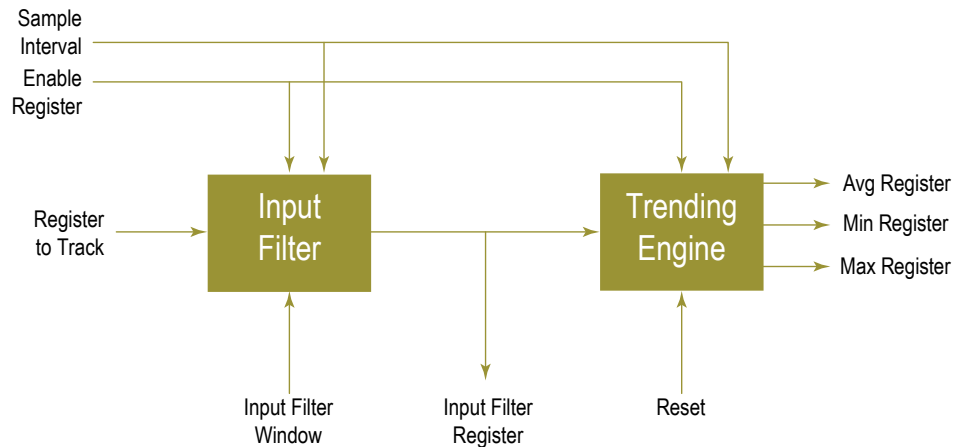 Sample
Interval
Enable
Register
Input
Filter
Trending
Engine
Avg Register
Min Register
Max Register
Register
to Track
Input Filter
Window
Input Filter
Register
Reset